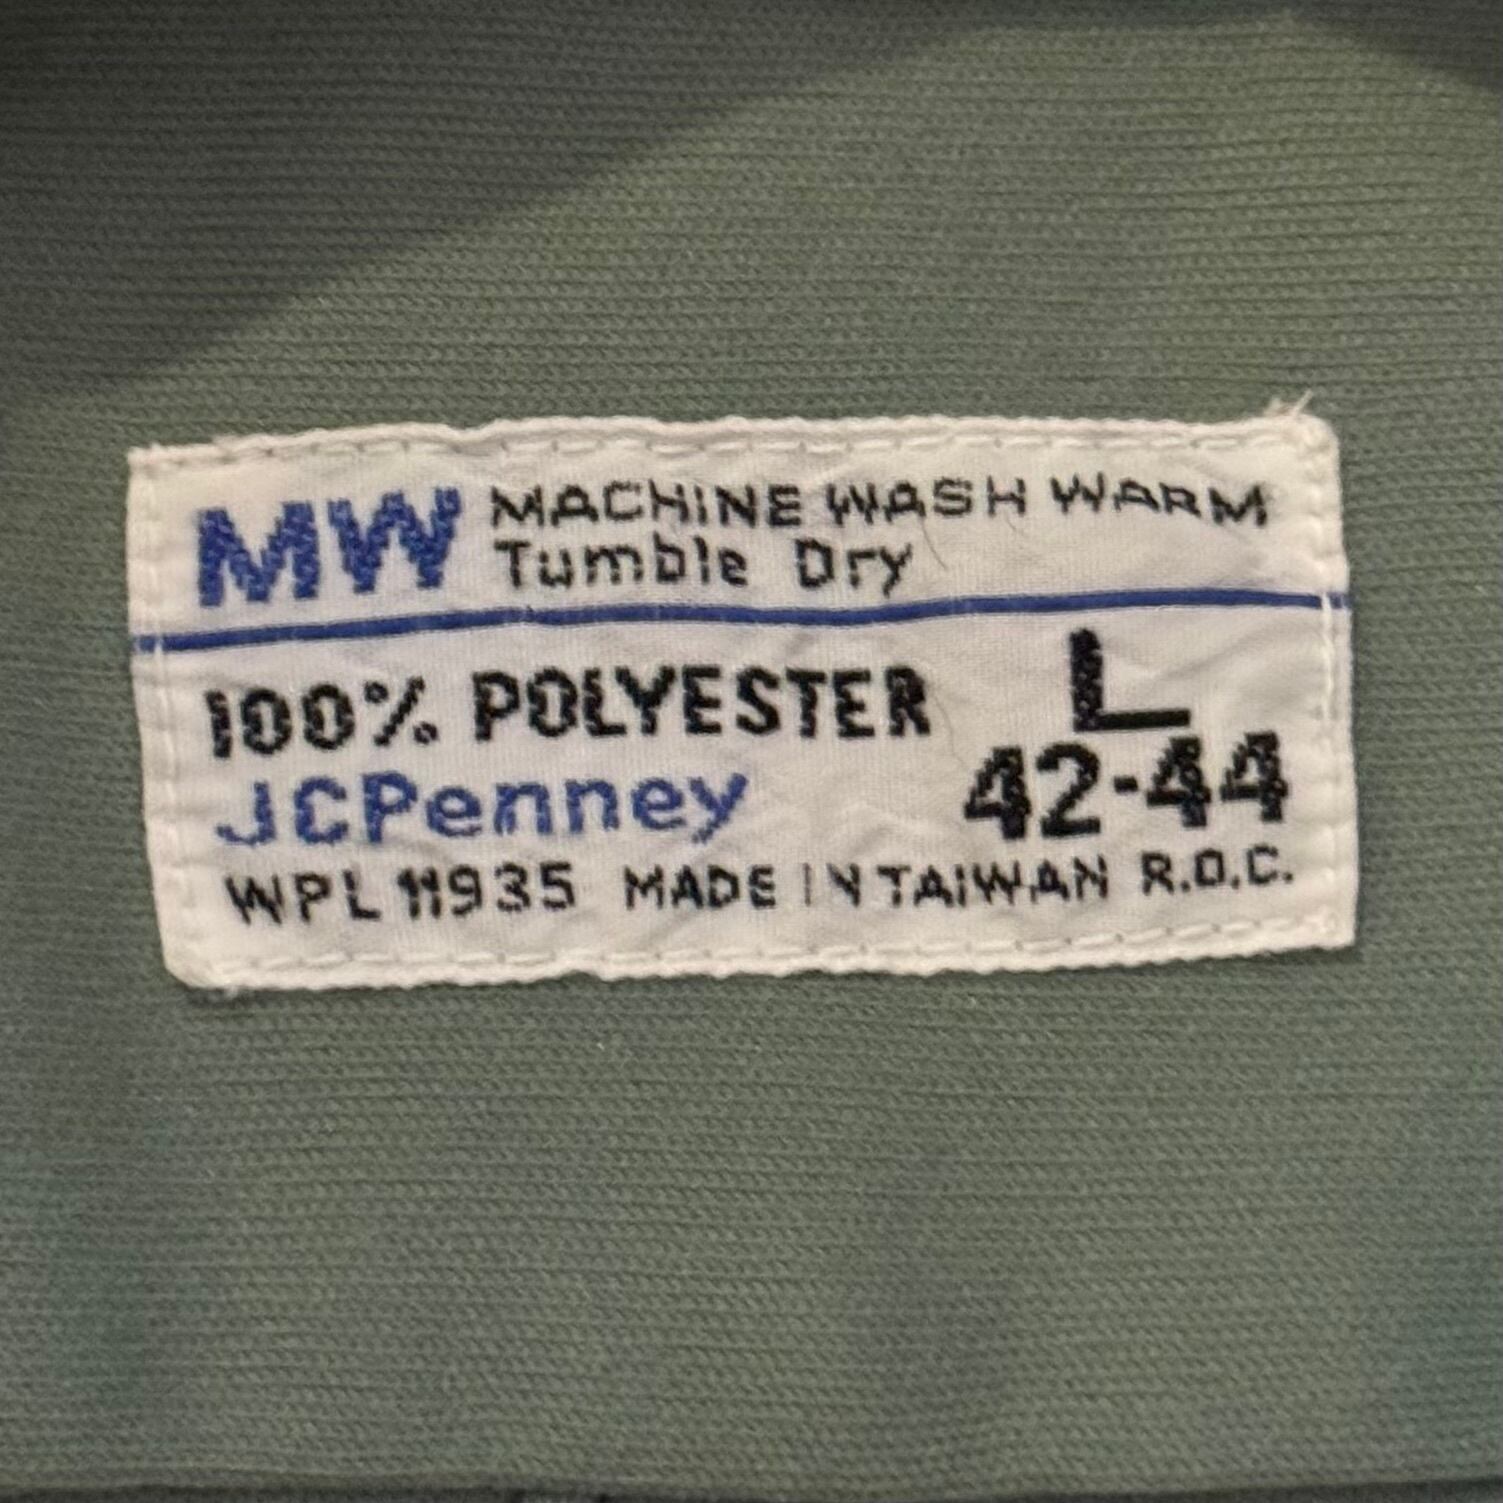 MW MACHINE WASH WARM
Tumble Dry
100% POLYESTER L
JCPenney 42-44
WPL 11935 MADE IN TAIWAN R.O.C.